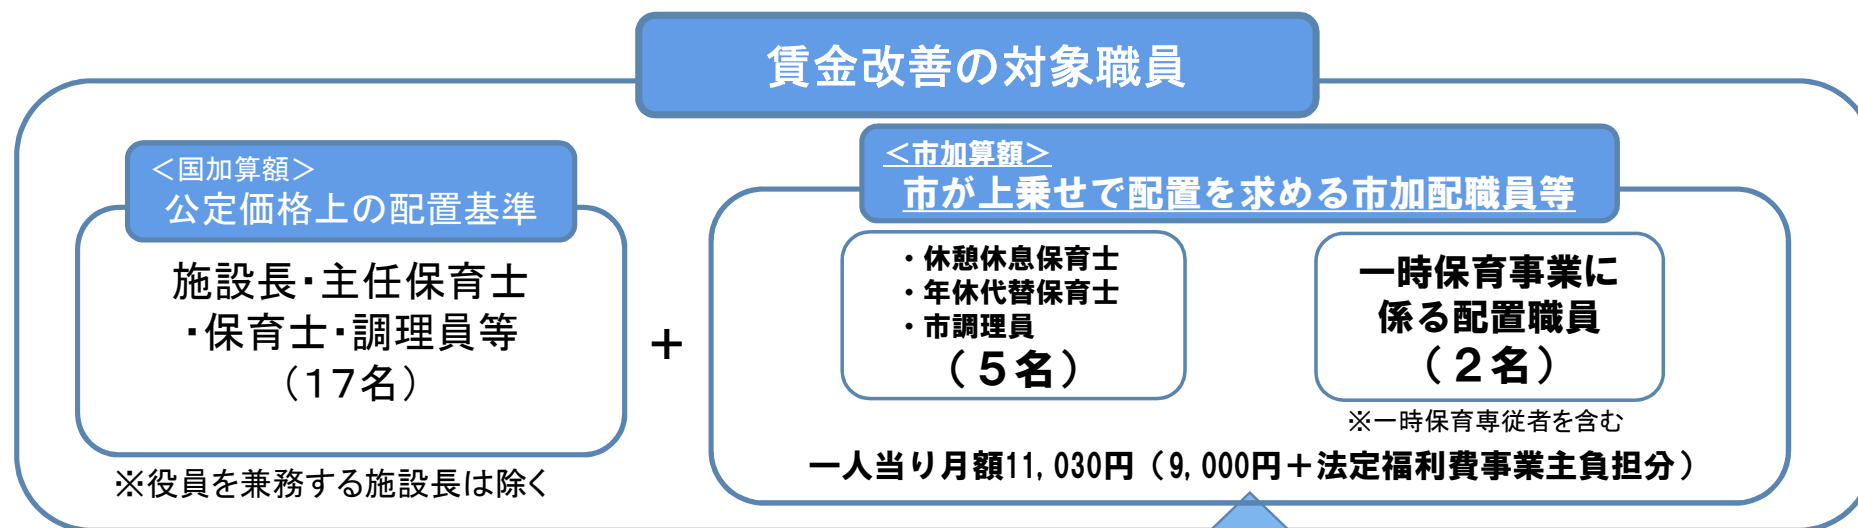 賃金改善の対象職員
＜国加算額＞
公定価格上の配置基準
施設長・主任保育士
・保育士・調理員等
（１７名）
※役員を兼務する施設長は除く
＋
＜市加算額＞
市が上乗せで配置を求める市加配職員等
・休憩休息保育士
・年休代替保育士
・市調理員
（５名）
一時保育事業に
係る配置職員
（２名）
※一時保育専従者を含む
一人当り月額11,030円（9,000円＋法定福利費事業主負担分）